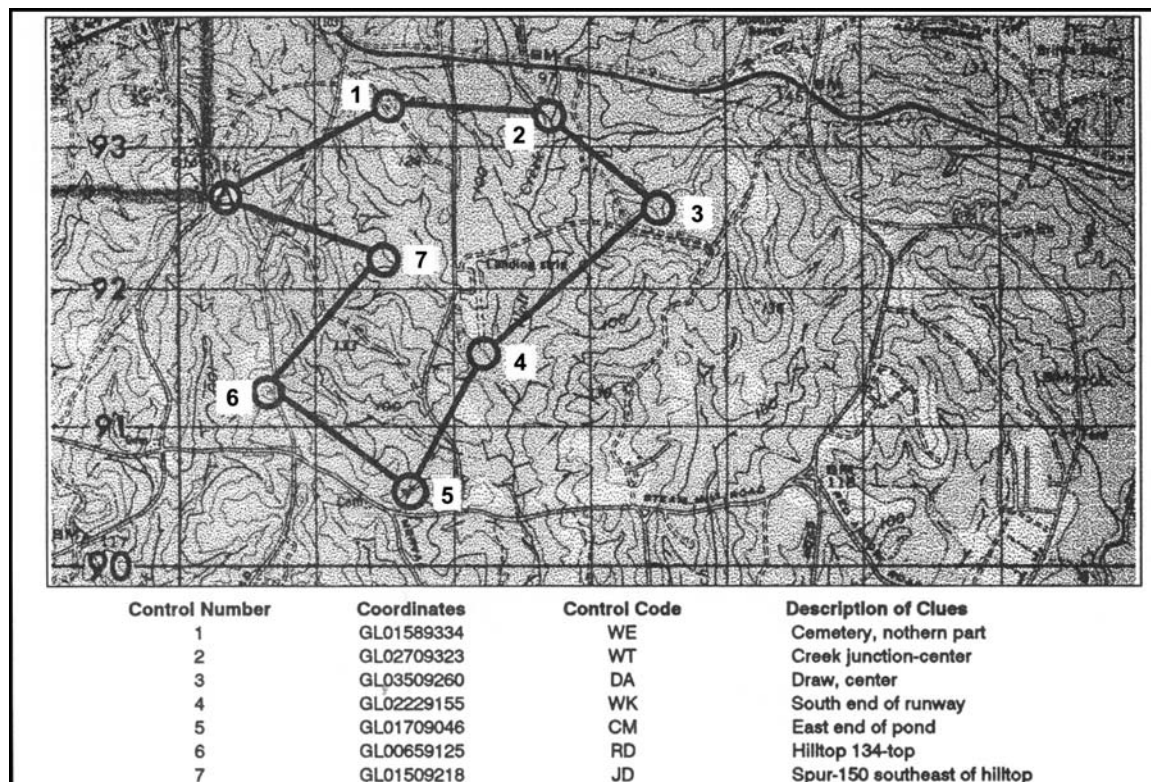 1
2
93
3
7
Landing strip
92
4
6
91
5
STEAM MILL ROAD
90
Control Number Coordinates Control Code Description of Clues
1 GL01589334 WE Cemetery, nothern part
2 GL02709323 WT Creek junction-center
3 GL03509260 DA Draw, center
4 GL02229155 WK South end of runway
5 GL01709046 CM East end of pond
6 GL00659125 RD Hilltop 134-top
7 GL01509218 JD Spur-150 southeast of hilltop